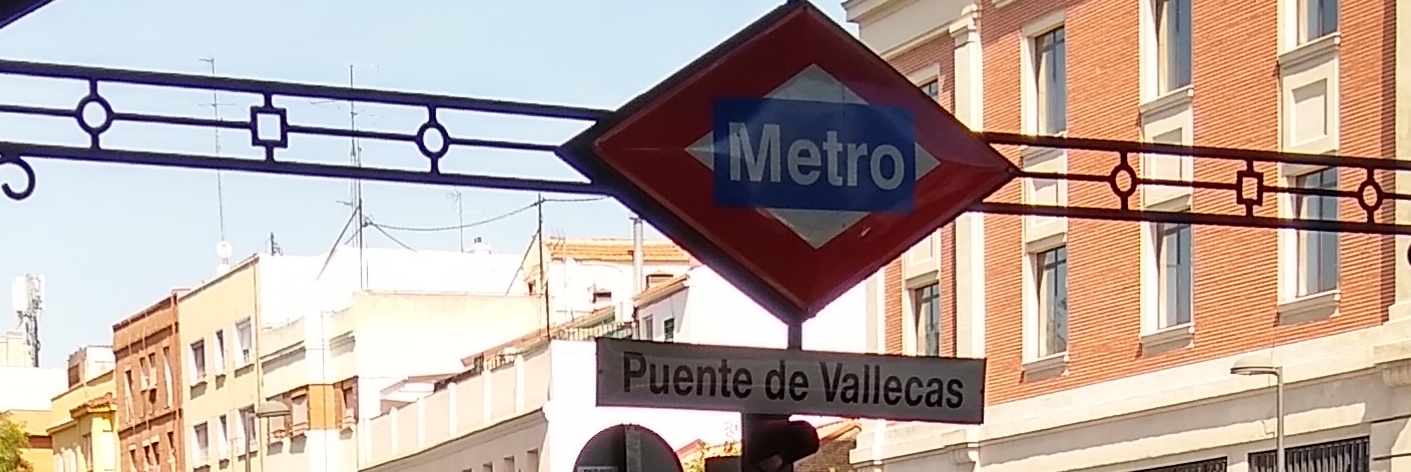 Metro
Puente de Vallecas